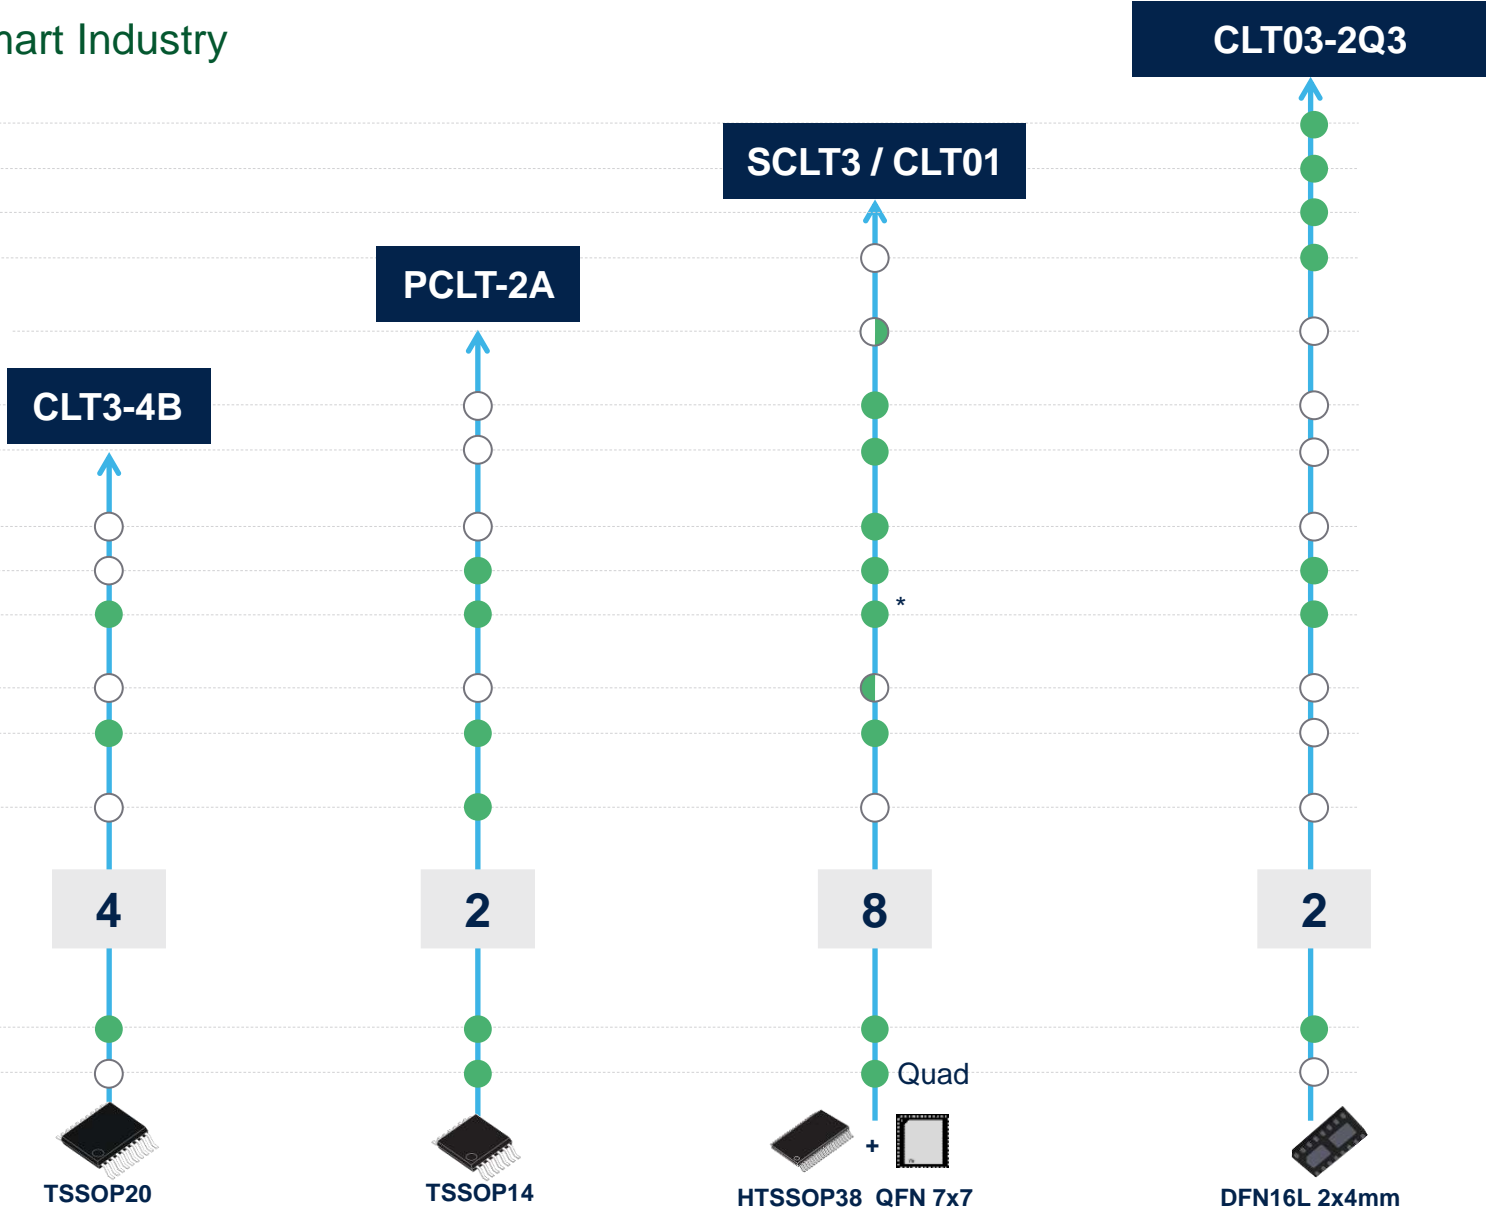 Industry
CLT03-2Q3
SCLT3 / CLT01
PCLT-2A
CLT3-4B
*
4
2
8
2
Quad
+
TSSOP20
TSSOP14
HTSSOP38 QFN 7x7
DFN16L 2x4mm